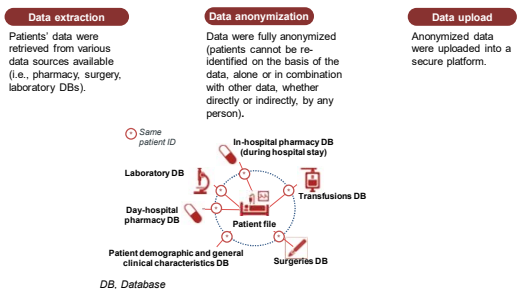 Data extraction
Patients' data were
retrieved from various
data sources available
(i.e., pharmacy, surgery,
laboratory DBs).
Data anonymization
Data were fully anonymized
(patients cannot be re-
identified on the basis of the
data, alone or in combination
with other data, whether
directly or indirectly, by any
person).
Data upload
Anonymized data
were uploaded into a
secure platform.
Same
patient ID
In-hospital pharmacy DB
(during hospital stay)
Laboratory DB
Transfusions DB
Day-hospital
pharmacy DB
Patient file
Patient demographic and general
clinical characteristics DB
Surgeries DB
DB, Database